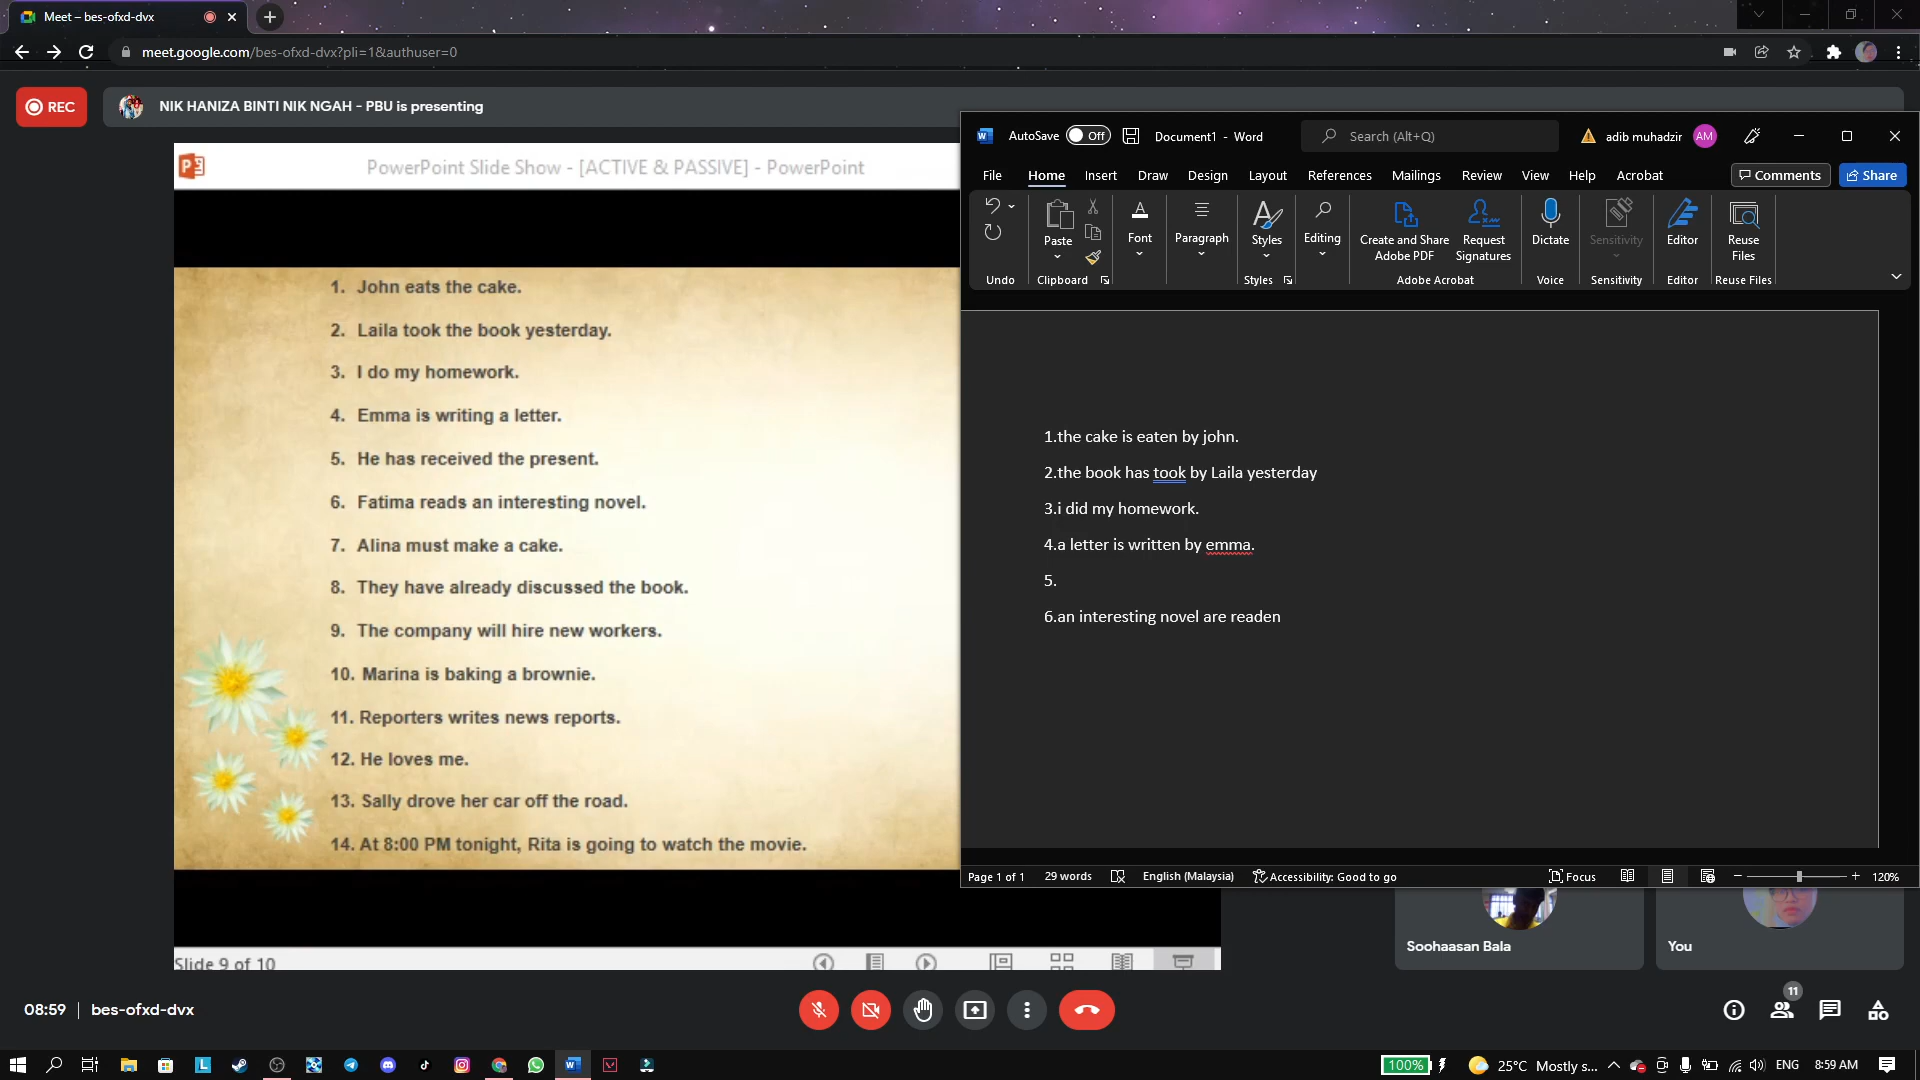 Meet – bes-ofxd-dvx
meet.google.com/bes-ofxd-dvx?pli=1&authuser=0
REC
NIK HANIZA BINTI NIK NGAH - PBU is presenting
PowerPoint Slide Show - [ACTIVE & PASSIVE] - PowerPoint
1. John eats the cake.
2. Laila took the book yesterday.
3. I do my homework.
4. Emma is writing a letter.
5. He has received the present.
6. Fatima reads an interesting novel.
7. Alina must make a cake.
8. They have already discussed the book.
9. The company will hire new workers.
10. Marina is baking a brownie.
11. Reporters writes news reports.
12. He loves me.
13. Sally drove her car off the road.
14. At 8:00 PM tonight, Rita is going to watch the movie.
Slide 9 of 10
AutoSave Off Document1 - Word Search (Alt+Q) adib muhadzir AM
File Home Insert Draw Design Layout References Mailings Review View Help Acrobat Comments Share
Paste Font Paragraph Styles Editing Create and Share Adobe PDF Request Signatures Dictate Sensitivity Editor Reuse Files
Undo Clipboard Styles Adobe Acrobat Voice Sensitivity Editor Reuse Files
1.the cake is eaten by john.
2.the book has took by Laila yesterday
3.i did my homework.
4.a letter is written by emma.
5.
6.an interesting novel are readen
Page 1 of 1 29 words English (Malaysia) Accessibility: Good to go Focus 120%
Soohaasan Bala
You
08:59 bes-ofxd-dvx
11
100% 25°C Mostly s... ENG 8:59 AM